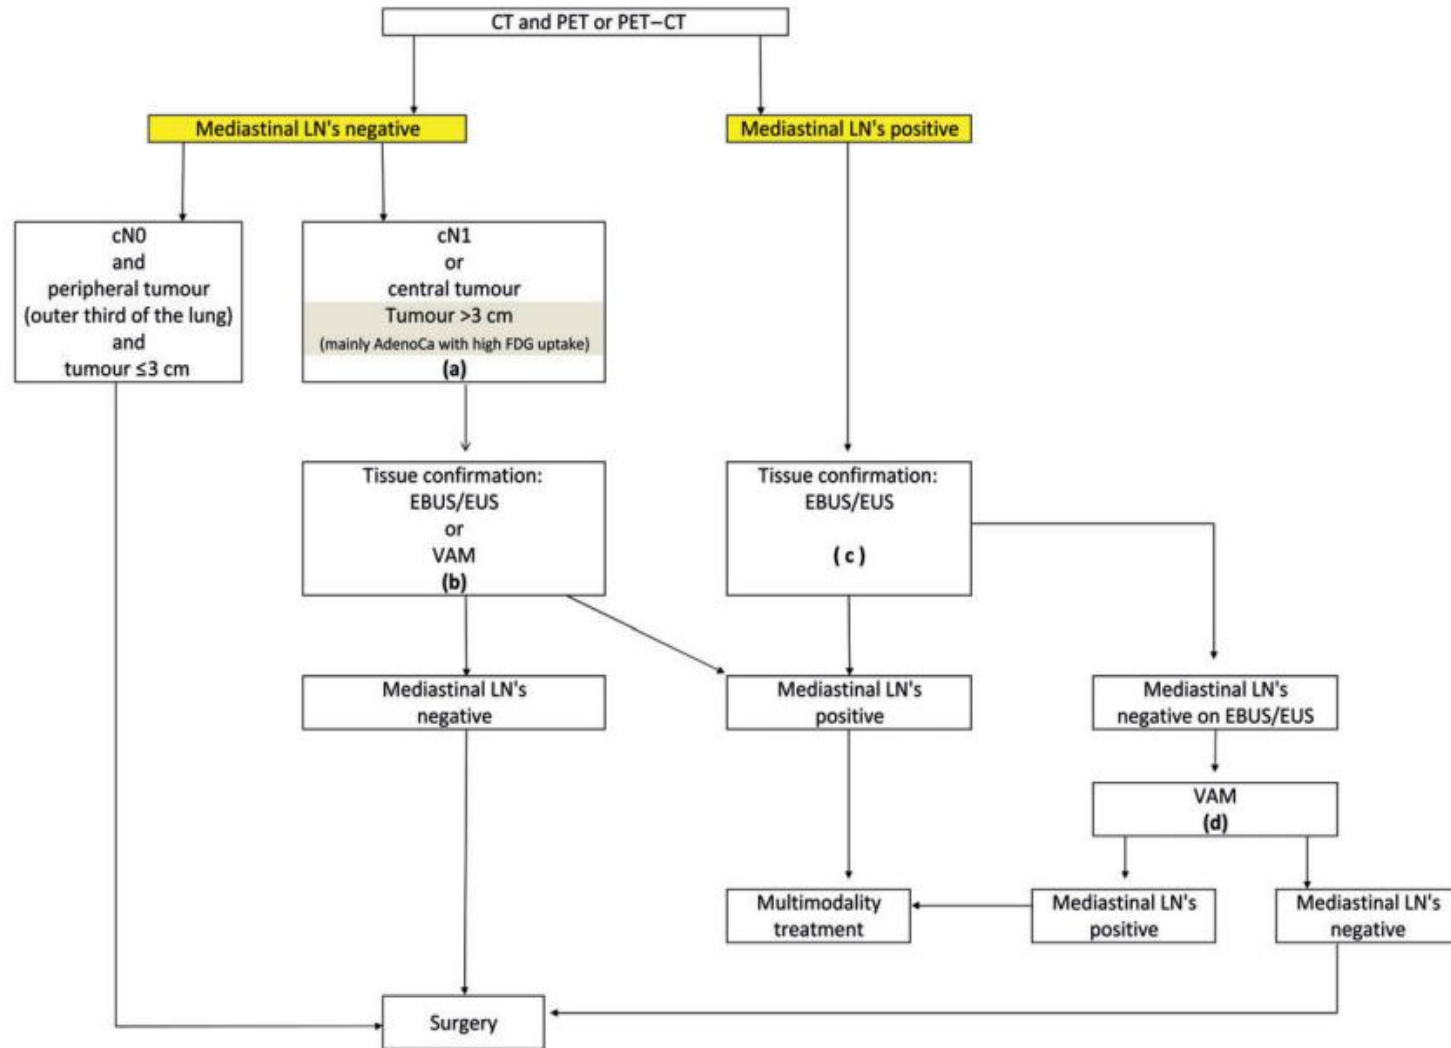 CT and PET or PET–CT
Mediastinal LN's negative
Mediastinal LN's positive
cN0
and
peripheral tumour
(outer third of the lung)
and
tumour ≤3 cm
cN1
or
central tumour
Tumour >3 cm
(mainly AdenoCa with high FDG uptake)
(a)
Tissue confirmation:
EBUS/EUS
or
VAM
(b)
Tissue confirmation:
EBUS/EUS
( c )
Mediastinal LN's
negative
Mediastinal LN's
positive
Mediastinal LN's
negative on EBUS/EUS
VAM
(d)
Multimodality
treatment
Mediastinal LN's
positive
Mediastinal LN's
negative
Surgery